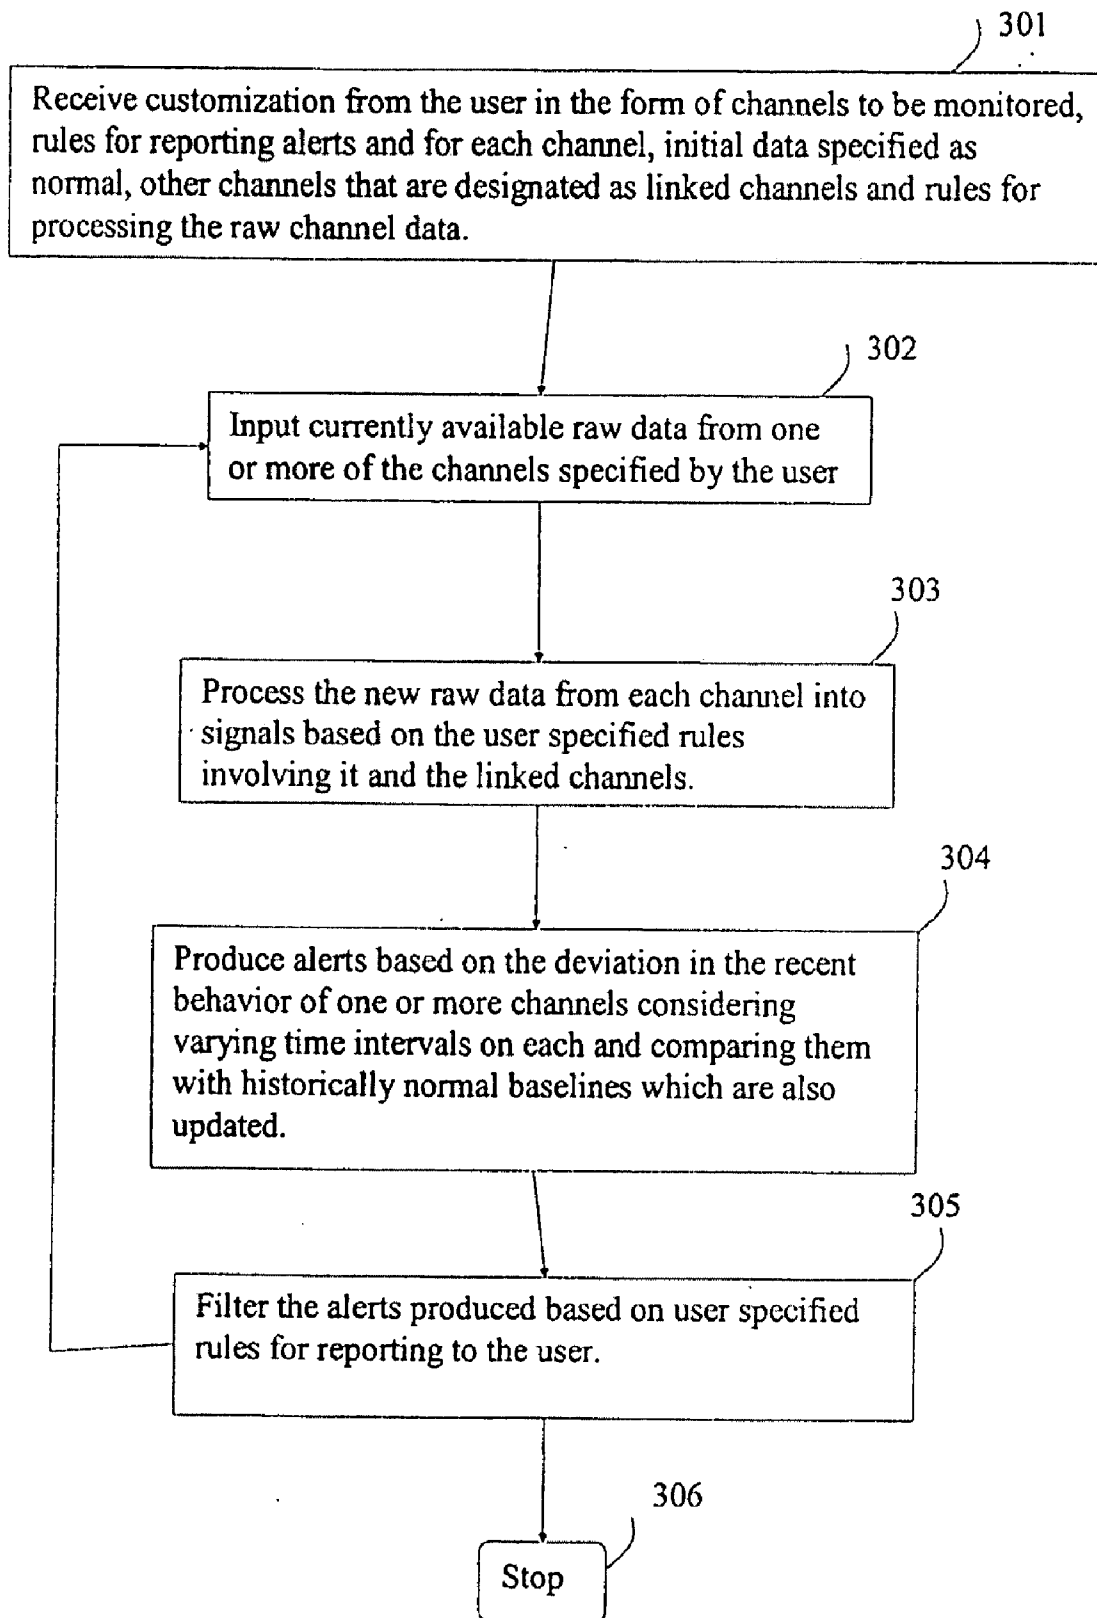 301
Receive customization from the user in the form of channels to be monitored,
rules for reporting alerts and for each channel, initial data specified as
normal, other channels that are designated as linked channels and rules for
processing the raw channel data.
302
Input currently available raw data from one
or more of the channels specified by the user
303
Process the new raw data from each channel into
signals based on the user specified rules
involving it and the linked channels.
304
Produce alerts based on the deviation in the recent
behavior of one or more channels considering
varying time intervals on each and comparing them
with historically normal baselines which are also
updated.
305
Filter the alerts produced based on user specified
rules for reporting to the user.
306
Stop